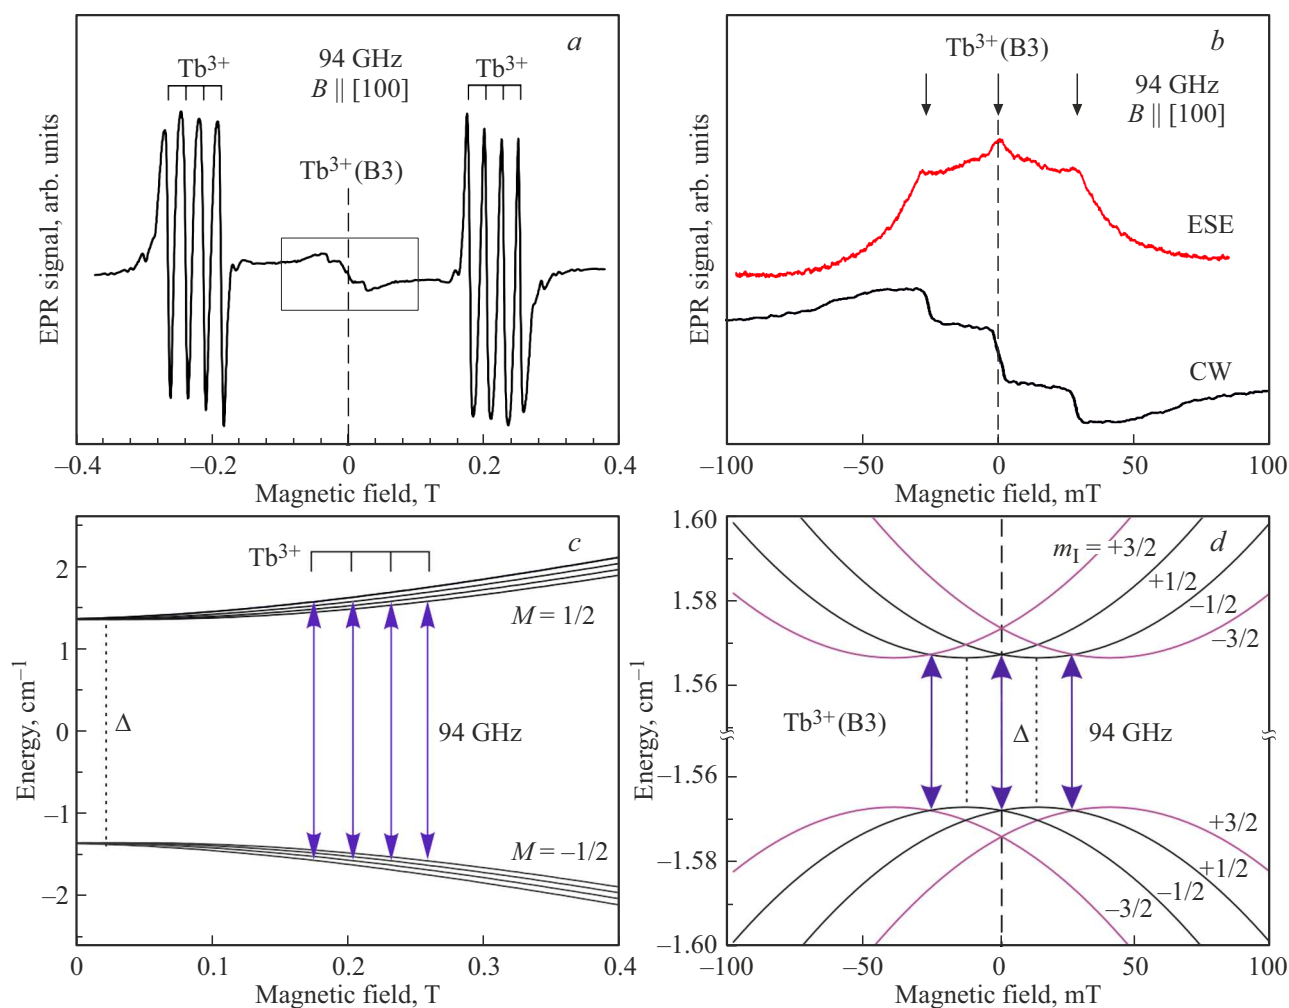 a
94 GHz
B || [100]
Tb3+
Tb3+
Tb3+(B3)
EPR signal, arb. units
–0.4
–0.2
0
0.2
0.4
Magnetic field, T
b
Tb3+(B3)
94 GHz
B || [100]
ESE
CW
EPR signal, arb. units
–100
–50
0
50
100
Magnetic field, mT
c
Tb3+
M = 1/2
Δ
94 GHz
M = –1/2
2
1
0
–1
–2
Energy, cm–1
0
0.1
0.2
0.3
0.4
Magnetic field, T
d
mI = +3/2
+1/2
–1/2
–3/2
Tb3+(B3)
Δ
94 GHz
+3/2
+1/2
–1/2
–3/2
1.60
1.58
1.56
–1.56
–1.58
–1.60
Energy, cm–1
–100
–50
0
50
100
Magnetic field, mT